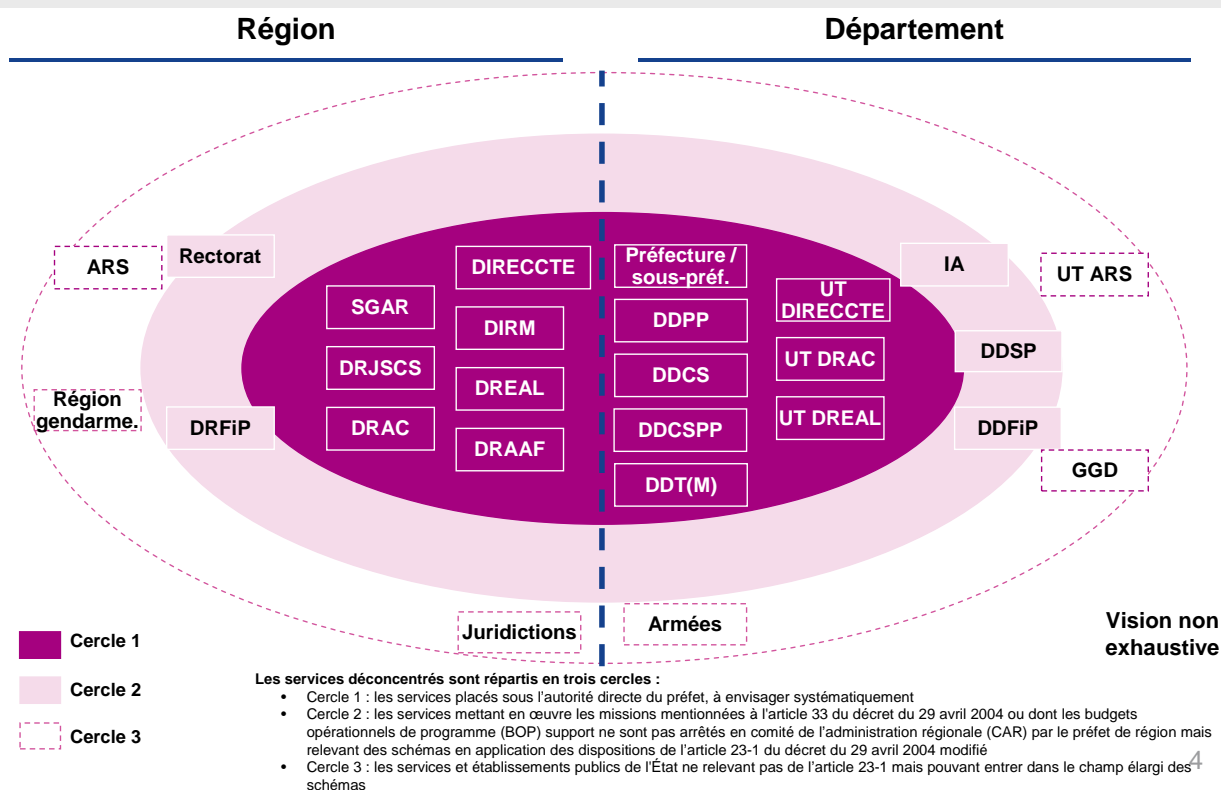 Région
Département
ARS
Rectorat
DIRECCTE
Préfecture /
sous-préf.
IA
UT ARS
SGAR
DIRM
DDPP
UT
DIRECCTE
DRJSCS
DREAL
DDCS
UT DRAC
DDSP
Région
gendarme.
DRFiP
DRAC
DRAAF
DDCSPP
UT DREAL
DDFiP
DDT(M)
GGD
Juridictions
Armées
Vision non
exhaustive
Cercle 1
Cercle 2
Cercle 3
Les services déconcentrés sont répartis en trois cercles :
• Cercle 1 : les services placés sous l'autorité directe du préfet, à envisager systématiquement
• Cercle 2 : les services mettant en œuvre les missions mentionnées à l'article 33 du décret du 29 avril 2004 ou dont les budgets
opérationnels de programme (BOP) support ne sont pas arrêtés en comité de l'administration régionale (CAR) par le préfet de région mais
relevant des schémas en application des dispositions de l'article 23-1 du décret du 29 avril 2004 modifié
• Cercle 3 : les services et établissements publics de l'État ne relevant pas de l'article 23-1 mais pouvant entrer dans le champ élargi des
schémas
4